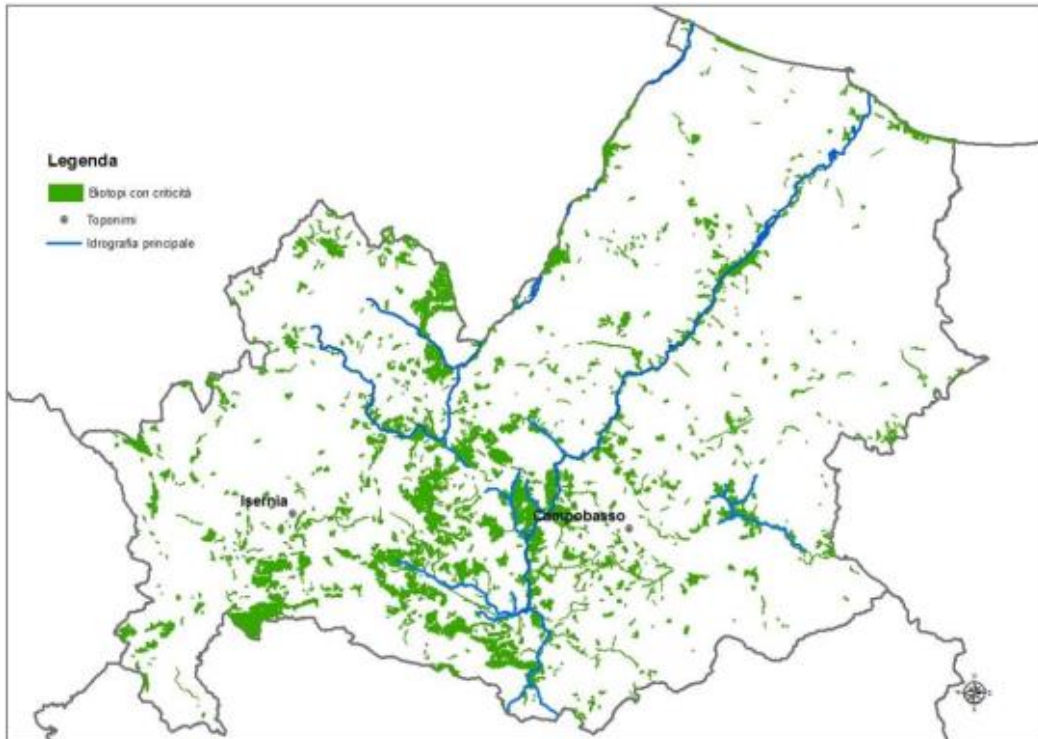 Legenda
Biotopi con criticità
Toponimi
Idrografia principale
Isernia
Campobasso